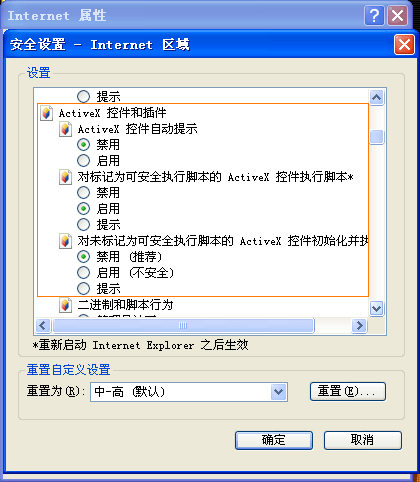 Internet 属性
安全设置 - Internet 区域
设置
提示
ActiveX 控件和插件
ActiveX 控件自动提示
禁用
启用
对标记为可安全执行脚本的 ActiveX 控件执行脚本*
禁用
启用
提示
对未标记为可安全执行脚本的 ActiveX 控件初始化并执
禁用 (推荐)
启用 (不安全)
提示
二进制和脚本行为
*重新启动 Internet Explorer 之后生效
重置自定义设置
重置为(R): 中-高 (默认) 重置(E)...
确定 取消